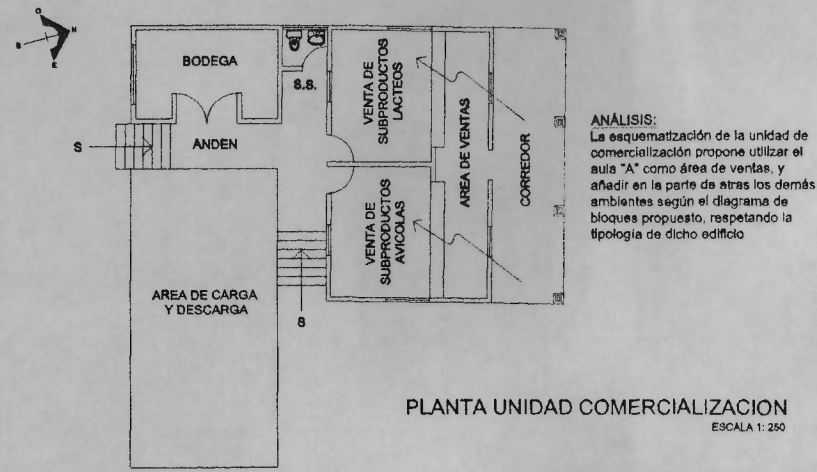 O
N
S
E
BODEGA
S.S.
VENTA DE
SUBPRODUCTOS
LACTEOS
AREA DE VENTAS
CORREDOR
S
ANDEN
VENTA DE
SUBPRODUCTOS
AVICOLAS
AREA DE CARGA
Y DESCARGA
S
ANÁLISIS:
La esquematización de la unidad de
comercialización propone utilizar el
aula "A" como área de ventas, y
añadir en la parte de atras los demás
ambientes según el diagrama de
bloques propuesto, respetando la
tipología de dicho edificio
PLANTA UNIDAD COMERCIALIZACION
ESCALA 1: 250